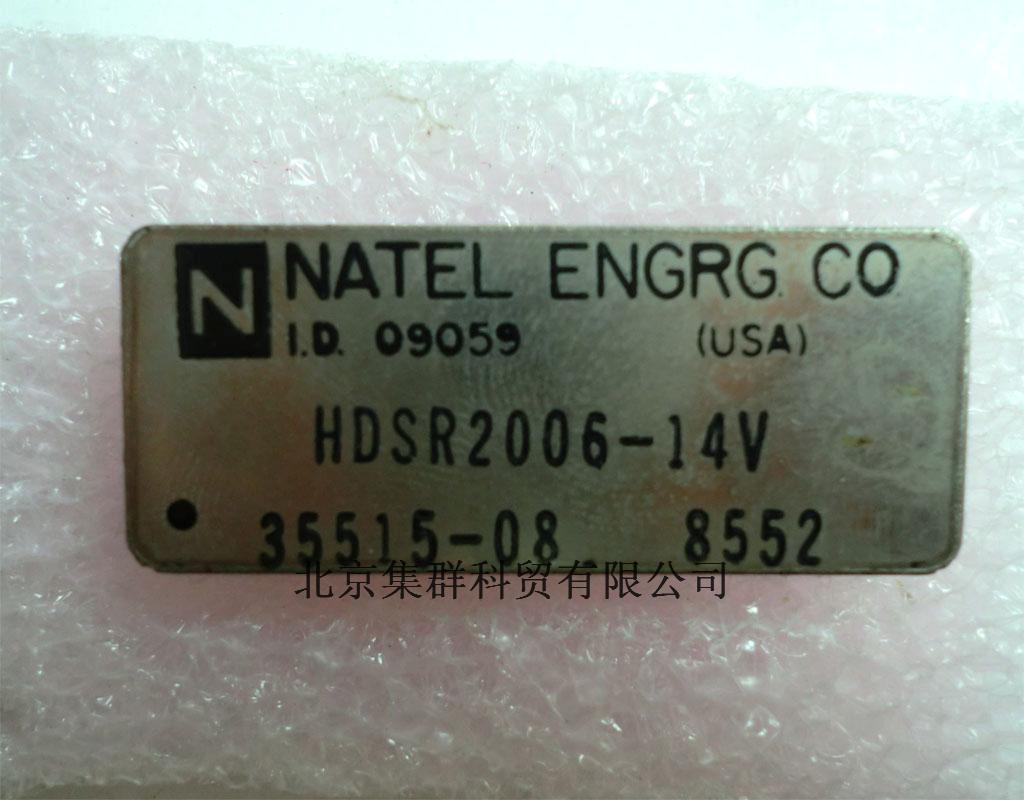 N NATEL ENGRG. CO.
I.D. 09059 (USA)
HDSR2006-14V
35515-08 8552
北京集群科贸有限公司